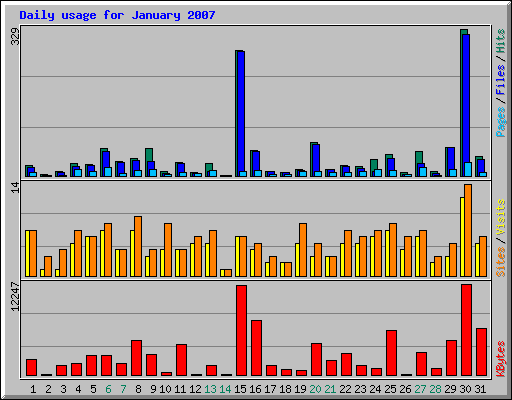 Daily usage for January 2007
329
14
12247
Pages / Files / Hits
Sites / Visits
KBytes
1 2 3 4 5 6 7 8 9 10 11 12 13 14 15 16 17 18 19 20 21 22 23 24 25 26 27 28 29 30 31